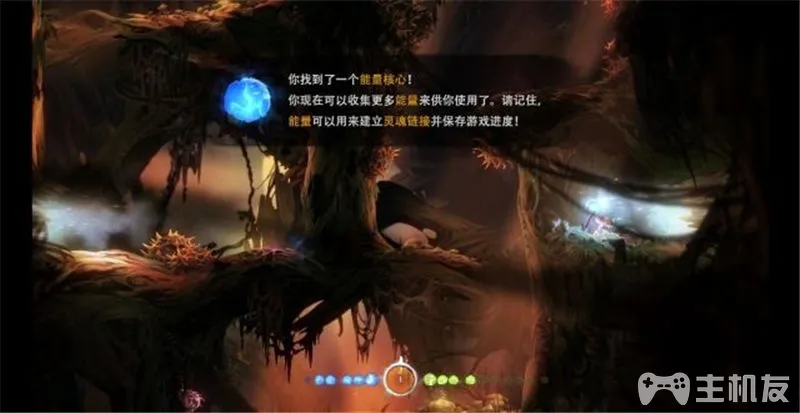 你找到了一个能量核心！
你现在可以收集更多能量来供你使用了。请记住，
能量可以用来建立灵魂链接并保存游戏进度！
主机友